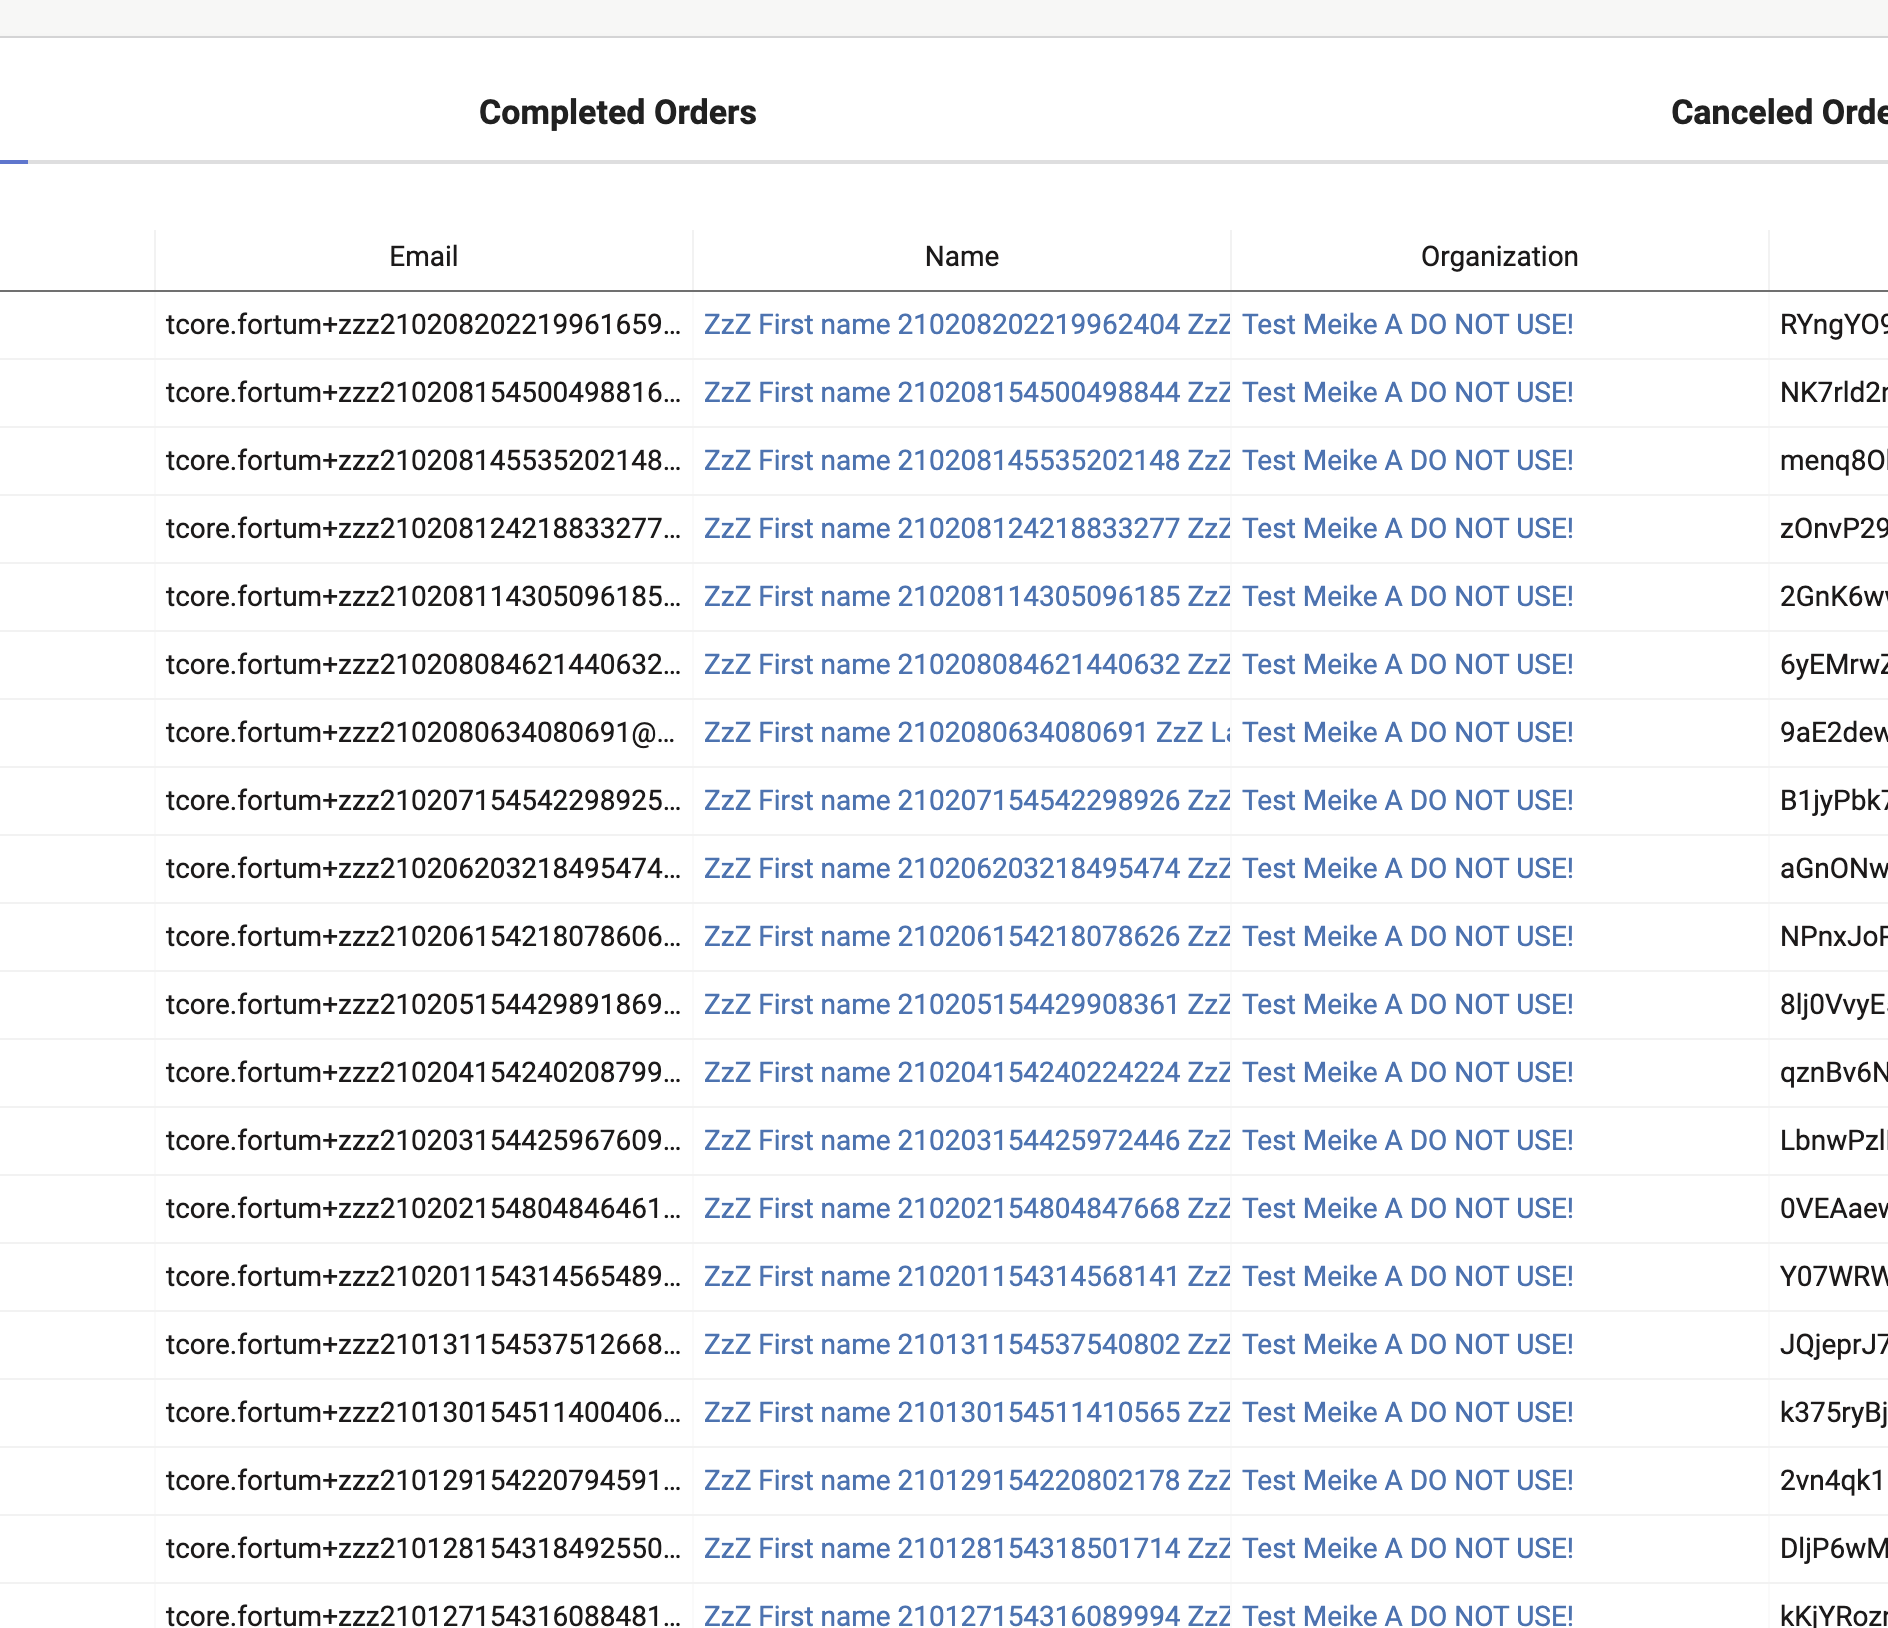 Completed Orders Canceled Orde
Email Name Organization
tcore.fortum+zzz210208202219961659... ZzZ First name 210208202219962404 ZzZ Test Meike A DO NOT USE! RYngYO9
tcore.fortum+zzz210208154500498816... ZzZ First name 210208154500498844 ZzZ Test Meike A DO NOT USE! NK7rld2r
tcore.fortum+zzz210208145535202148... ZzZ First name 210208145535202148 ZzZ Test Meike A DO NOT USE! menq8O
tcore.fortum+zzz210208124218833277... ZzZ First name 210208124218833277 ZzZ Test Meike A DO NOT USE! zOnvP29
tcore.fortum+zzz210208114305096185... ZzZ First name 210208114305096185 ZzZ Test Meike A DO NOT USE! 2GnK6w
tcore.fortum+zzz210208084621440632... ZzZ First name 210208084621440632 ZzZ Test Meike A DO NOT USE! 6yEMrwZ
tcore.fortum+zzz2102080634080691@... ZzZ First name 2102080634080691 ZzZ La Test Meike A DO NOT USE! 9aE2dew
tcore.fortum+zzz210207154542298925... ZzZ First name 210207154542298926 ZzZ Test Meike A DO NOT USE! B1jyPbk7
tcore.fortum+zzz210206203218495474... ZzZ First name 210206203218495474 ZzZ Test Meike A DO NOT USE! aGnONw
tcore.fortum+zzz210206154218078606... ZzZ First name 210206154218078626 ZzZ Test Meike A DO NOT USE! NPnxJoF
tcore.fortum+zzz210205154429891869... ZzZ First name 210205154429908361 ZzZ Test Meike A DO NOT USE! 8lj0VvyE
tcore.fortum+zzz210204154240208799... ZzZ First name 210204154240224224 ZzZ Test Meike A DO NOT USE! qznBv6N
tcore.fortum+zzz210203154425967609... ZzZ First name 210203154425972446 ZzZ Test Meike A DO NOT USE! LbnwPzl
tcore.fortum+zzz210202154804846461... ZzZ First name 210202154804847668 ZzZ Test Meike A DO NOT USE! 0VEAaev
tcore.fortum+zzz210201154314565489... ZzZ First name 210201154314568141 ZzZ Test Meike A DO NOT USE! Y07WRW
tcore.fortum+zzz210131154537512668... ZzZ First name 210131154537540802 ZzZ Test Meike A DO NOT USE! JQjeprJ7
tcore.fortum+zzz210130154511400406... ZzZ First name 210130154511410565 ZzZ Test Meike A DO NOT USE! k375ryBj
tcore.fortum+zzz210129154220794591... ZzZ First name 210129154220802178 ZzZ Test Meike A DO NOT USE! 2vn4qk1
tcore.fortum+zzz210128154318492550... ZzZ First name 210128154318501714 ZzZ Test Meike A DO NOT USE! DljP6wM
tcore.fortum+zzz210127154316088481... ZzZ First name 210127154316089994 ZzZ Test Meike A DO NOT USE! kKjYRozr